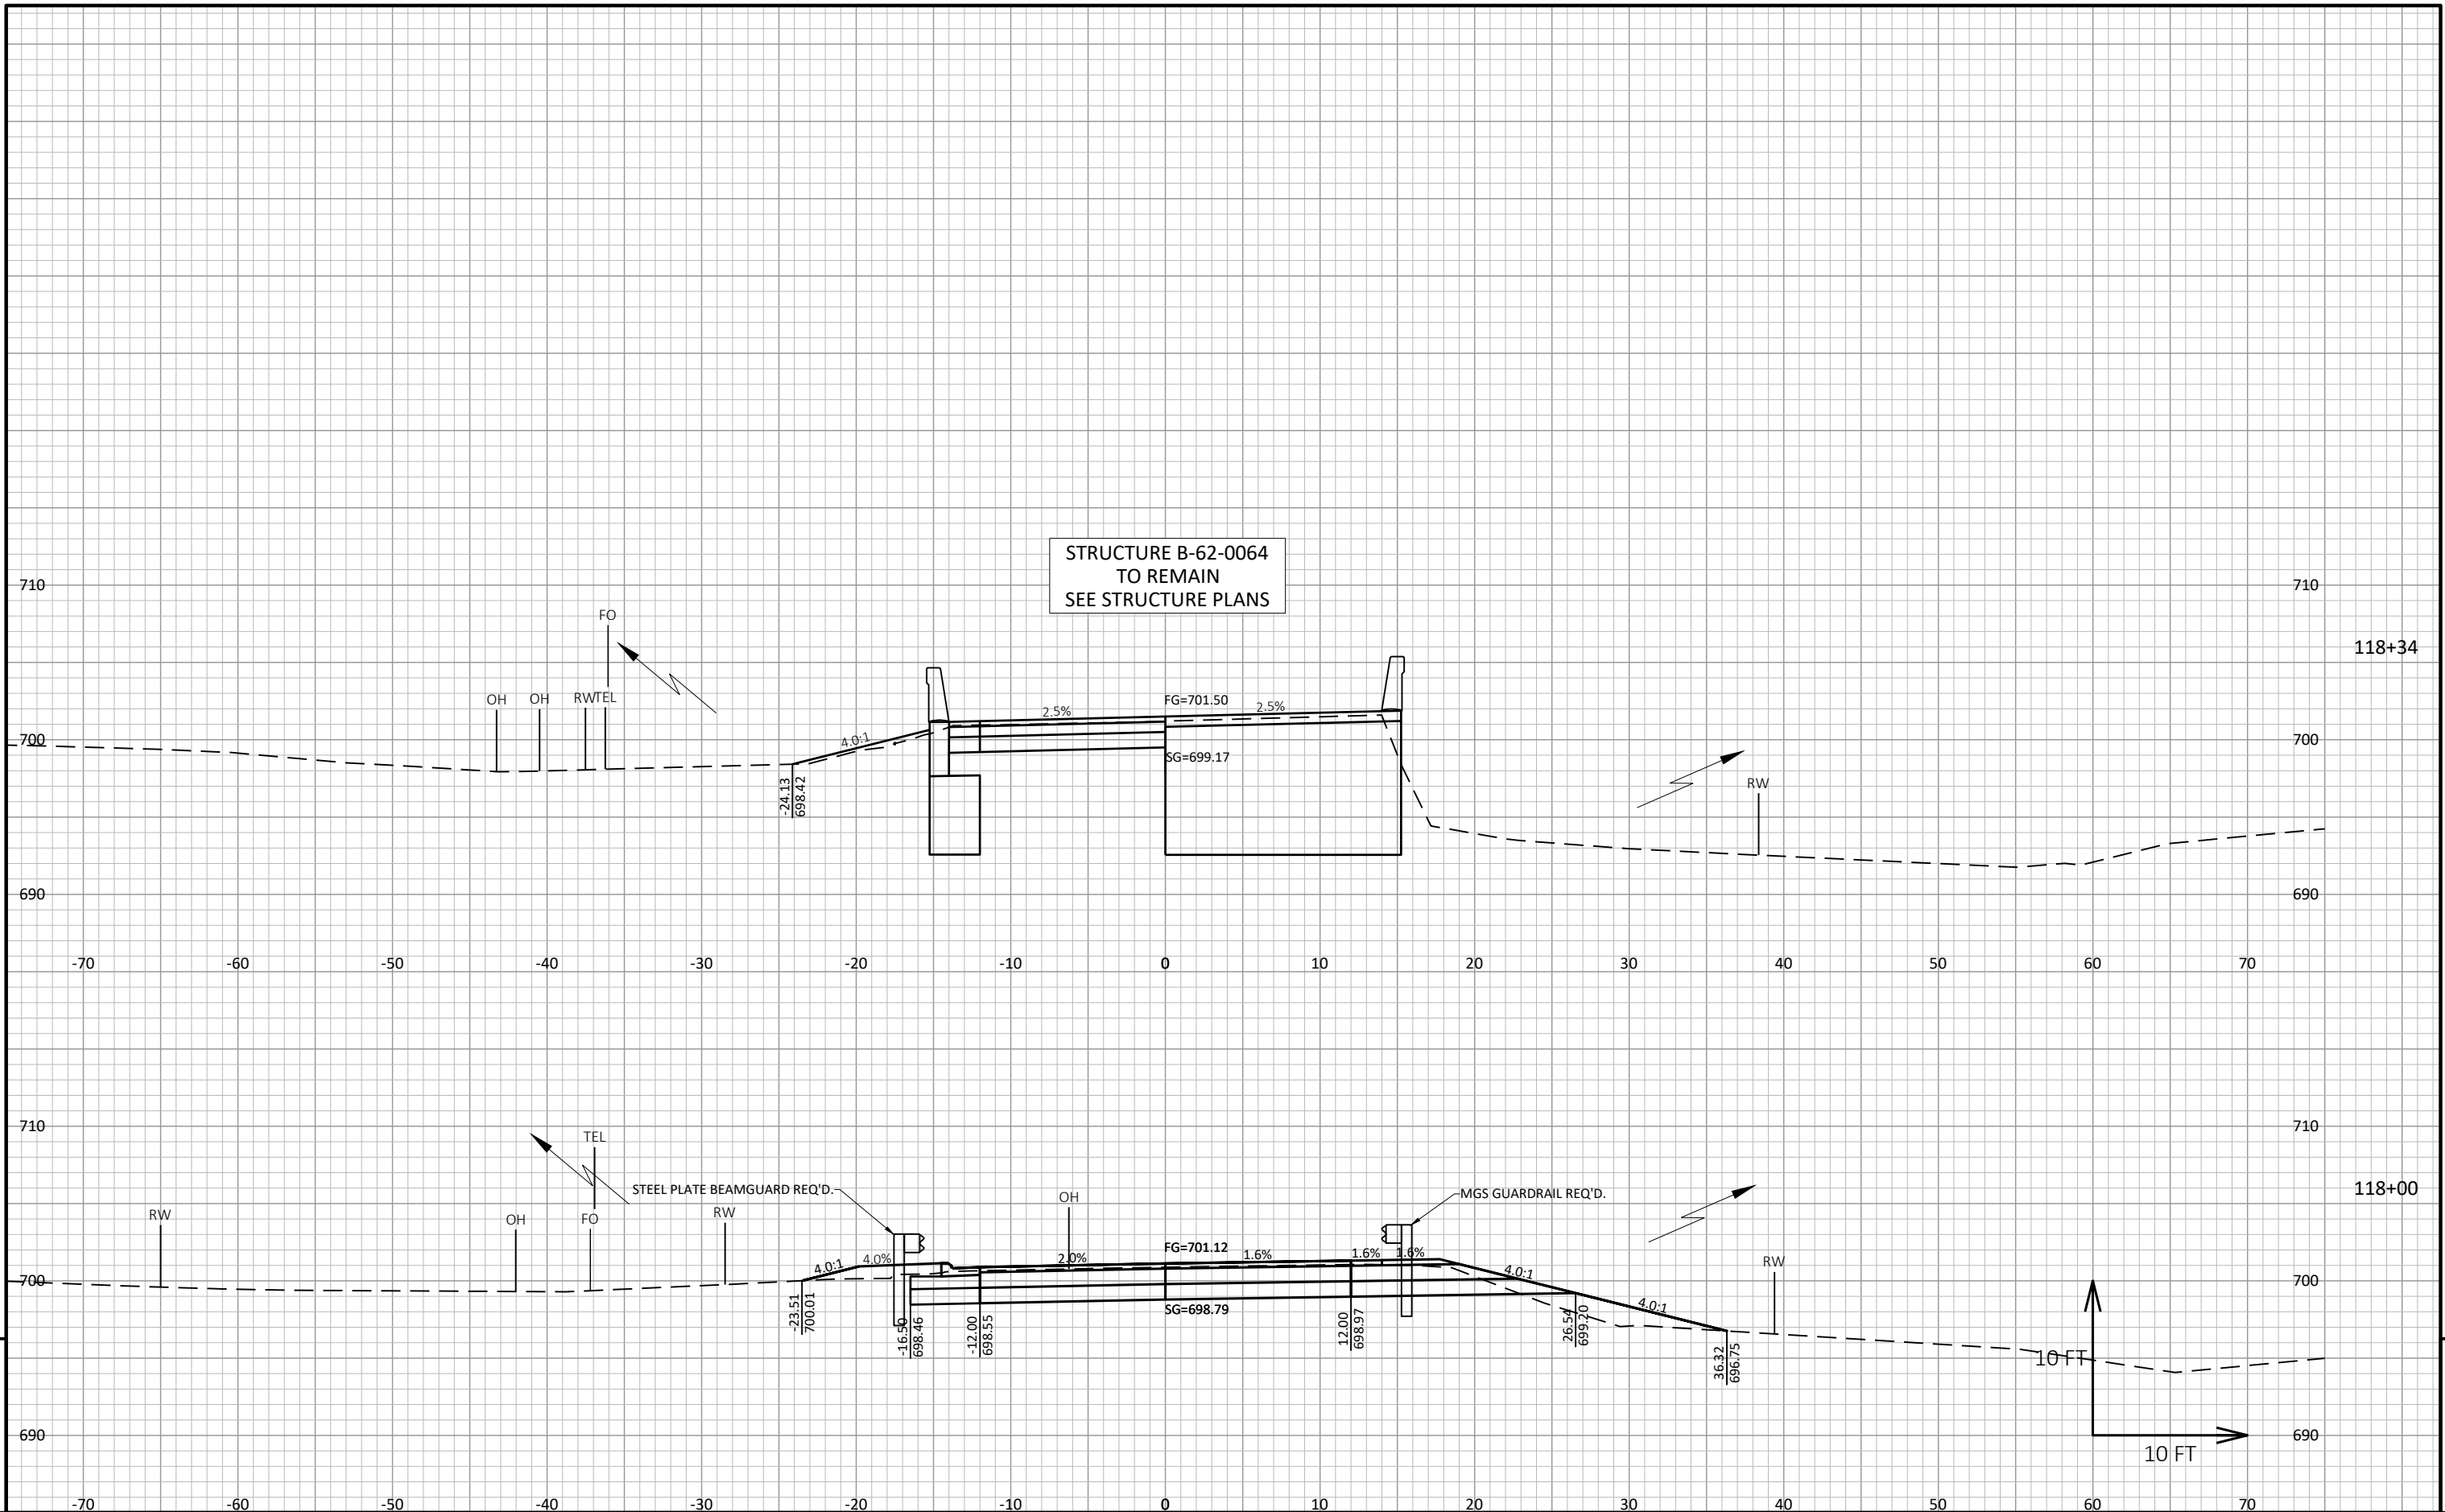 STRUCTURE B-62-0064
TO REMAIN
SEE STRUCTURE PLANS
710
710
FO
118+34
OH
OH
RW
TEL
FG=701.50
2.5%
2.5%
4.0:1
700
700
SG=699.17
-24.13
698.42
RW
690
690
-70
-60
-50
-40
-30
-20
-10
0
10
20
30
40
50
60
70
710
710
TEL
STEEL PLATE BEAMGUARD REQ'D.
OH
MGS GUARDRAIL REQ'D.
118+00
RW
OH
FO
RW
FG=701.12
4.0:1
4.0%
2.0%
1.6%
1.6%
1.6%
4.0:1
4.0:1
RW
700
700
SG=698.79
-23.51
700.01
-16.50
698.46
-12.00
698.55
12.00
698.97
26.54
699.20
36.32
696.75
10 FT
690
690
10 FT
-70
-60
-50
-40
-30
-20
-10
0
10
20
30
40
50
60
70